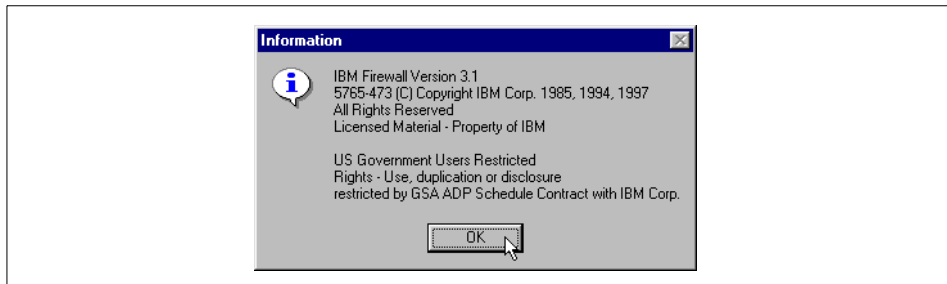 Information
IBM Firewall Version 3.1
5765-473 (C) Copyright IBM Corp. 1985, 1994, 1997
All Rights Reserved
Licensed Material - Property of IBM
US Government Users Restricted
Rights - Use, duplication or disclosure
restricted by GSA ADP Schedule Contract with IBM Corp.
OK